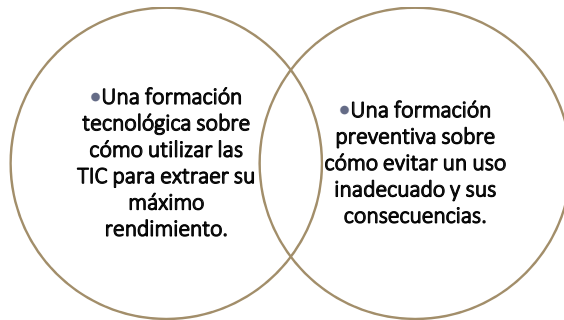 •Una formación
tecnológica sobre
cómo utilizar las
TIC para extraer su
máximo
rendimiento.
•Una formación
preventiva sobre
cómo evitar un uso
inadecuado y sus
consecuencias.